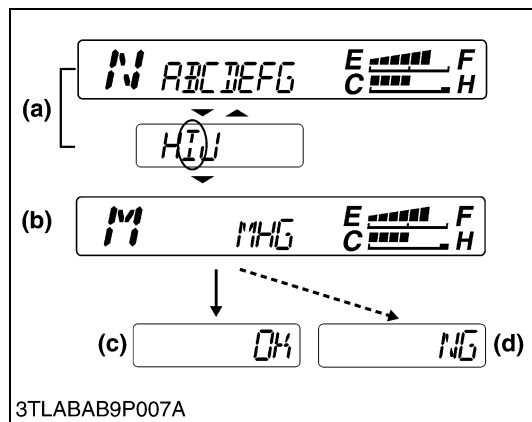 N ABCDEFG E F
C H
(a)
HIJ
(b) M MHG E F
C H
(c) OK NG (d)
3TLABAB9P007A